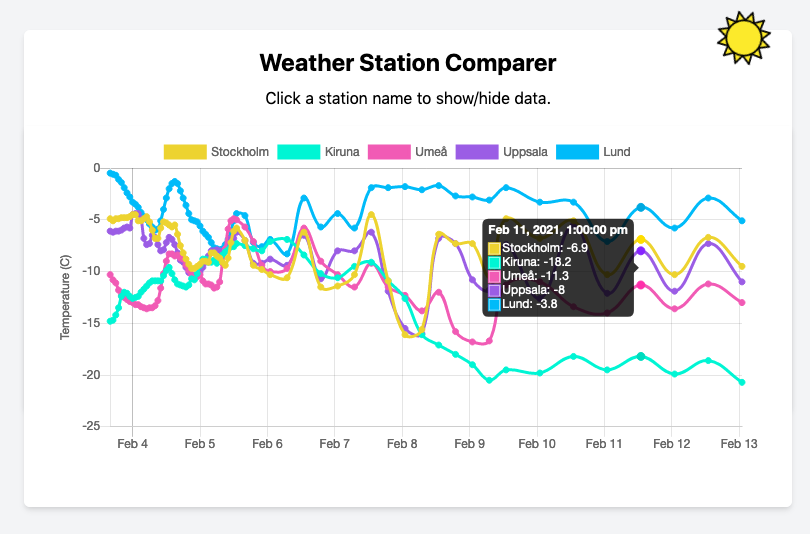 Weather Station Comparer
Click a station name to show/hide data.
Stockholm Kiruna Umeå Uppsala Lund
0
-5
-10
-15
-20
-25
Temperature (C)
Feb 11, 2021, 1:00:00 pm
Stockholm: -6.9
Kiruna: -18.2
Umeå: -11.3
Uppsala: -8
Lund: -3.8
Feb 4 Feb 5 Feb 6 Feb 7 Feb 8 Feb 9 Feb 10 Feb 11 Feb 12 Feb 13